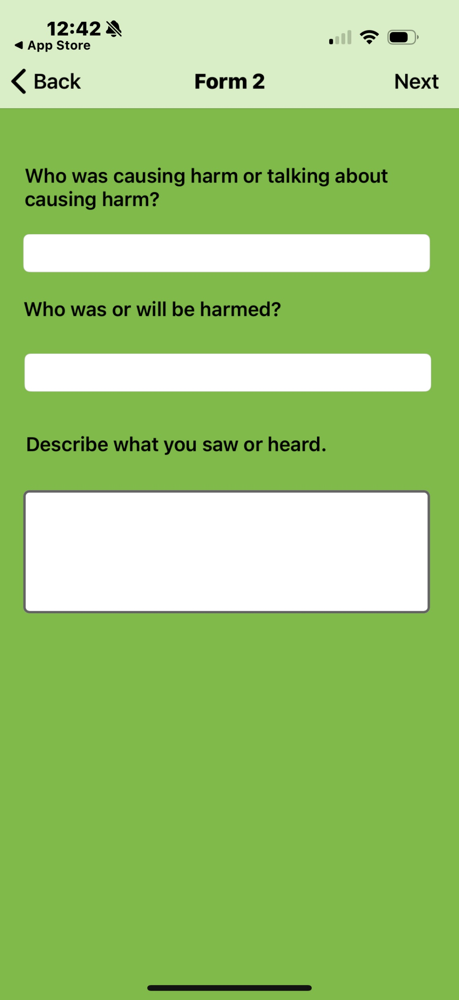 12:42
App Store
Back Form 2 Next
Who was causing harm or talking about
causing harm?
Who was or will be harmed?
Describe what you saw or heard.